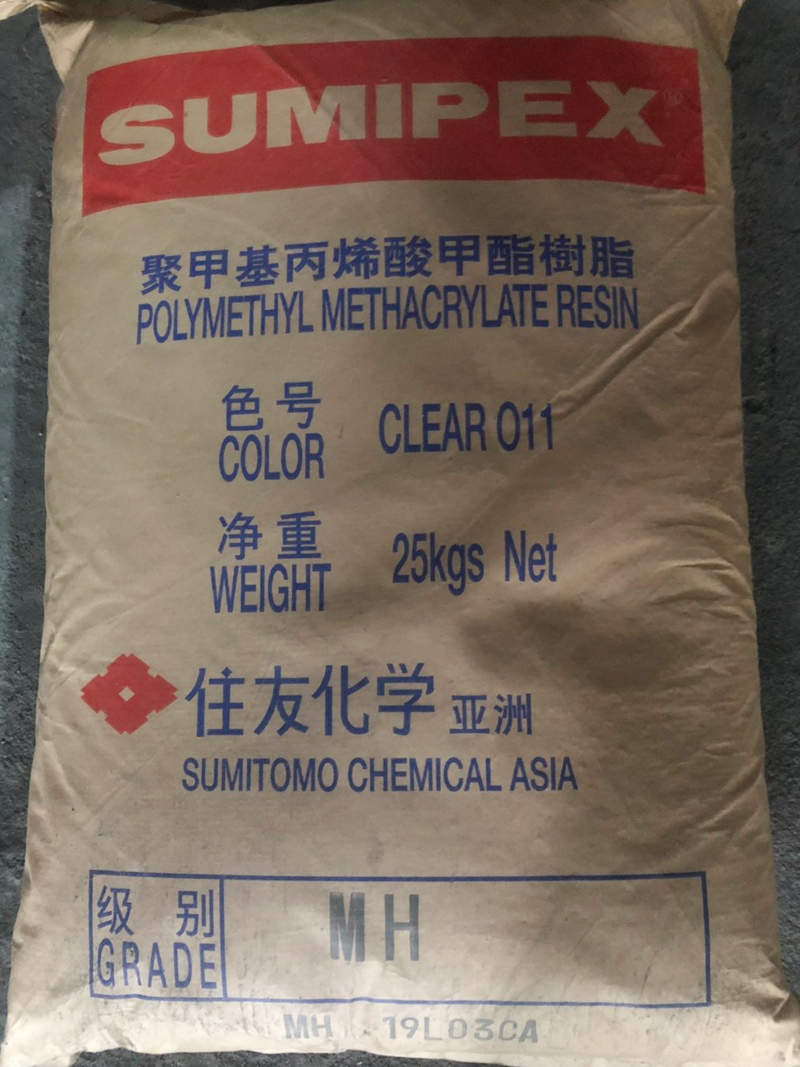 SUMIPEX®
聚甲基丙烯酸甲酯樹脂
POLYMETHYL METHACRYLATE RESIN
色号
COLOR
CLEAR 011
净重
WEIGHT
25kgs Net
住友化学 亚洲
SUMITOMO CHEMICAL ASIA
级别
GRADE
MH
MH 19L03CA